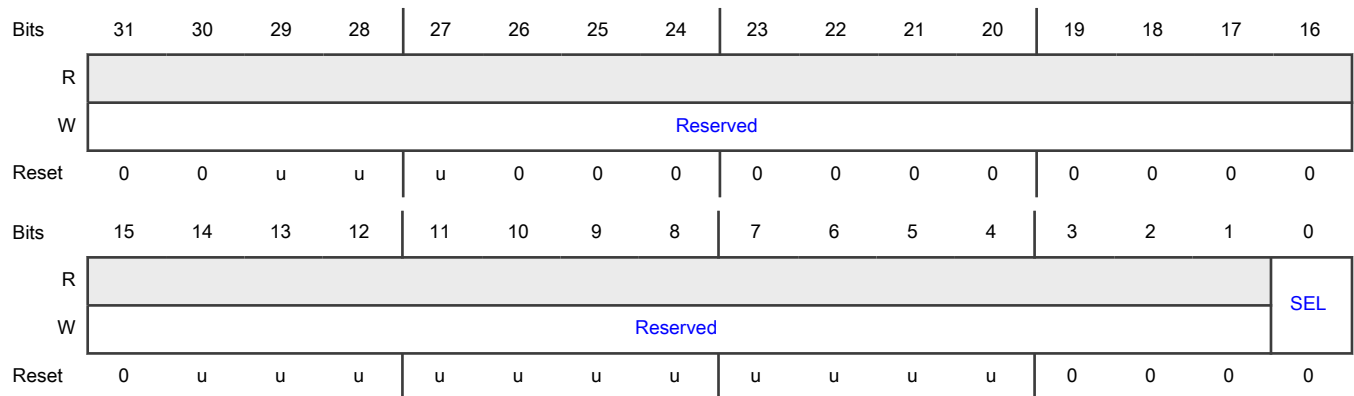 Bits 31 30 29 28 27 26 25 24 23 22 21 20 19 18 17 16
R
W Reserved
Reset 0 0 u u u 0 0 0 0 0 0 0 0 0 0 0
Bits 15 14 13 12 11 10 9 8 7 6 5 4 3 2 1 0
R
SEL
W Reserved
Reset 0 u u u u u u u u u u u 0 0 0 0